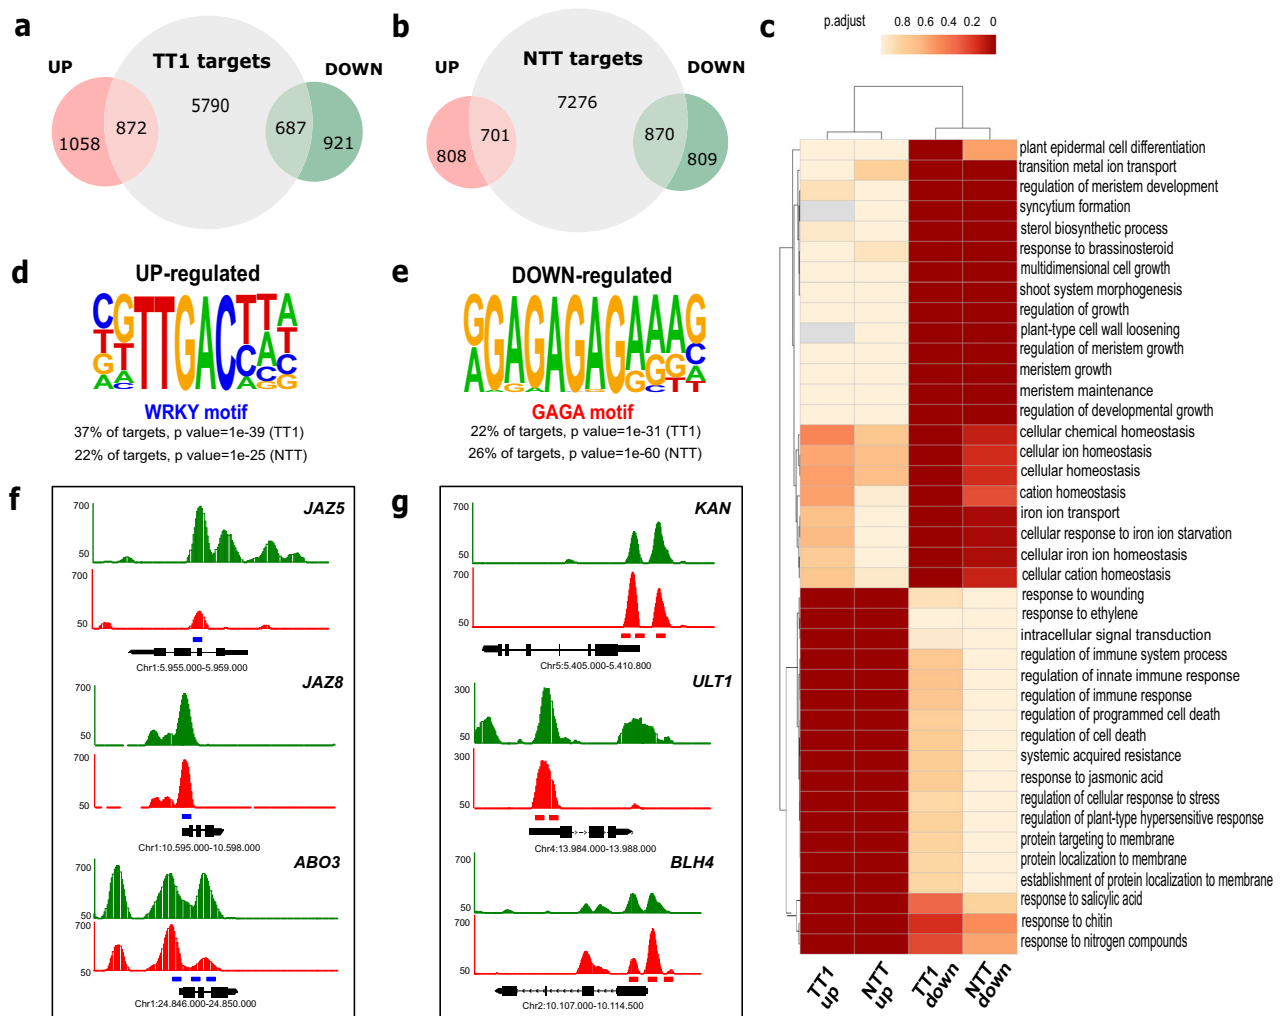 a
UP
TT1 targets
DOWN
5790
1058
872
687
921
b
UP
NTT targets
DOWN
7276
808
701
870
809
c
p.adjust
0.8 0.6 0.4 0.2 0
plant epidermal cell differentiation
transition metal ion transport
regulation of meristem development
syncytium formation
sterol biosynthetic process
response to brassinosteroid
multidimensional cell growth
shoot system morphogenesis
regulation of growth
plant-type cell wall loosening
regulation of meristem growth
meristem growth
meristem maintenance
regulation of developmental growth
cellular chemical homeostasis
cellular ion homeostasis
cellular homeostasis
cation homeostasis
iron ion transport
cellular response to iron ion starvation
cellular iron ion homeostasis
cellular cation homeostasis
response to wounding
response to ethylene
intracellular signal transduction
regulation of immune system process
regulation of innate immune response
regulation of immune response
regulation of programmed cell death
regulation of cell death
systemic acquired resistance
response to jasmonic acid
regulation of cellular response to stress
regulation of plant-type hypersensitive response
protein targeting to membrane
protein localization to membrane
establishment of protein localization to membrane
response to salicylic acid
response to chitin
response to nitrogen compounds
TT1 up
NTT up
TT1 down
NTT down
d
UP-regulated
WRKY motif
37% of targets, p value=1e-39 (TT1)
22% of targets, p value=1e-25 (NTT)
e
DOWN-regulated
GAGA motif
22% of targets, p value=1e-31 (TT1)
26% of targets, p value=1e-60 (NTT)
f
JAZ5
700
50
700
50
Chr1:5.955.000-5.959.000
JAZ8
700
50
700
50
Chr1:10.595.000-10.598.000
ABO3
700
50
700
50
Chr1:24.846.000-24.850.000
g
KAN
700
50
700
50
Chr5:5.405.000-5.410.800
ULT1
300
50
300
50
Chr4:13.984.000-13.988.000
BLH4
700
50
700
50
Chr2:10.107.000-10.114.500